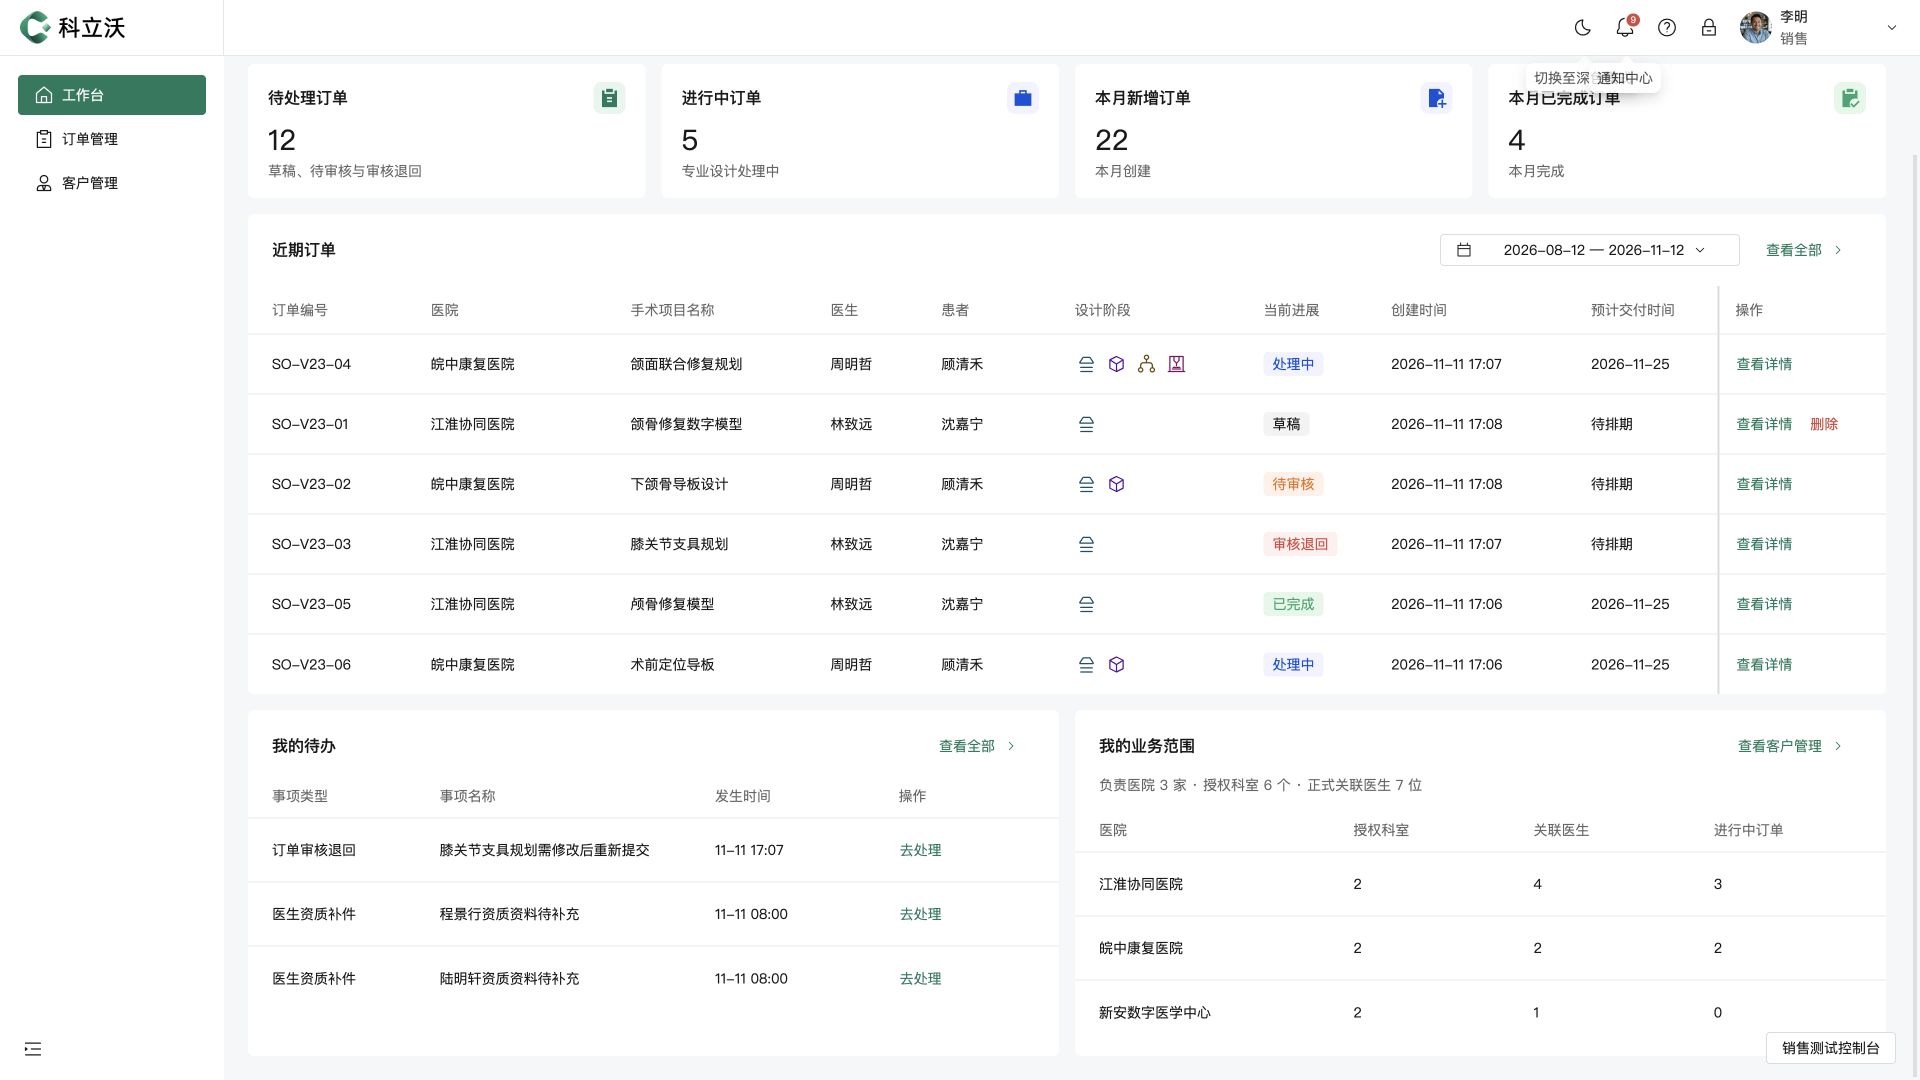 科立沃
9
李明
销售
工作台
订单管理
客户管理
切换至深
通知中心
待处理订单
12
草稿、待审核与审核退回
进行中订单
5
专业设计处理中
本月新增订单
22
本月创建
本月已完成订单
4
本月完成
近期订单
2026-08-12 — 2026-11-12
查看全部
订单编号 医院 手术项目名称 医生 患者 设计阶段 当前进展 创建时间 预计交付时间 操作
SO-V23-04 皖中康复医院 颌面联合修复规划 周明哲 顾清禾 处理中 2026-11-11 17:07 2026-11-25 查看详情
SO-V23-01 江淮协同医院 颌骨修复数字模型 林致远 沈嘉宁 草稿 2026-11-11 17:08 待排期 查看详情 删除
SO-V23-02 皖中康复医院 下颌骨导板设计 周明哲 顾清禾 待审核 2026-11-11 17:08 待排期 查看详情
SO-V23-03 江淮协同医院 膝关节支具规划 林致远 沈嘉宁 审核退回 2026-11-11 17:07 待排期 查看详情
SO-V23-05 江淮协同医院 颅骨修复模型 林致远 沈嘉宁 已完成 2026-11-11 17:06 2026-11-25 查看详情
SO-V23-06 皖中康复医院 术前定位导板 周明哲 顾清禾 处理中 2026-11-11 17:06 2026-11-25 查看详情
我的待办
查看全部
事项类型 事项名称 发生时间 操作
订单审核退回 膝关节支具规划需修改后重新提交 11-11 17:07 去处理
医生资质补件 程景行资质资料待补充 11-11 08:00 去处理
医生资质补件 陆明轩资质资料待补充 11-11 08:00 去处理
我的业务范围
查看客户管理
负责医院 3 家 · 授权科室 6 个 · 正式关联医生 7 位
医院 授权科室 关联医生 进行中订单
江淮协同医院 2 4 3
皖中康复医院 2 2 2
新安数字医学中心 2 1 0
销售测试控制台